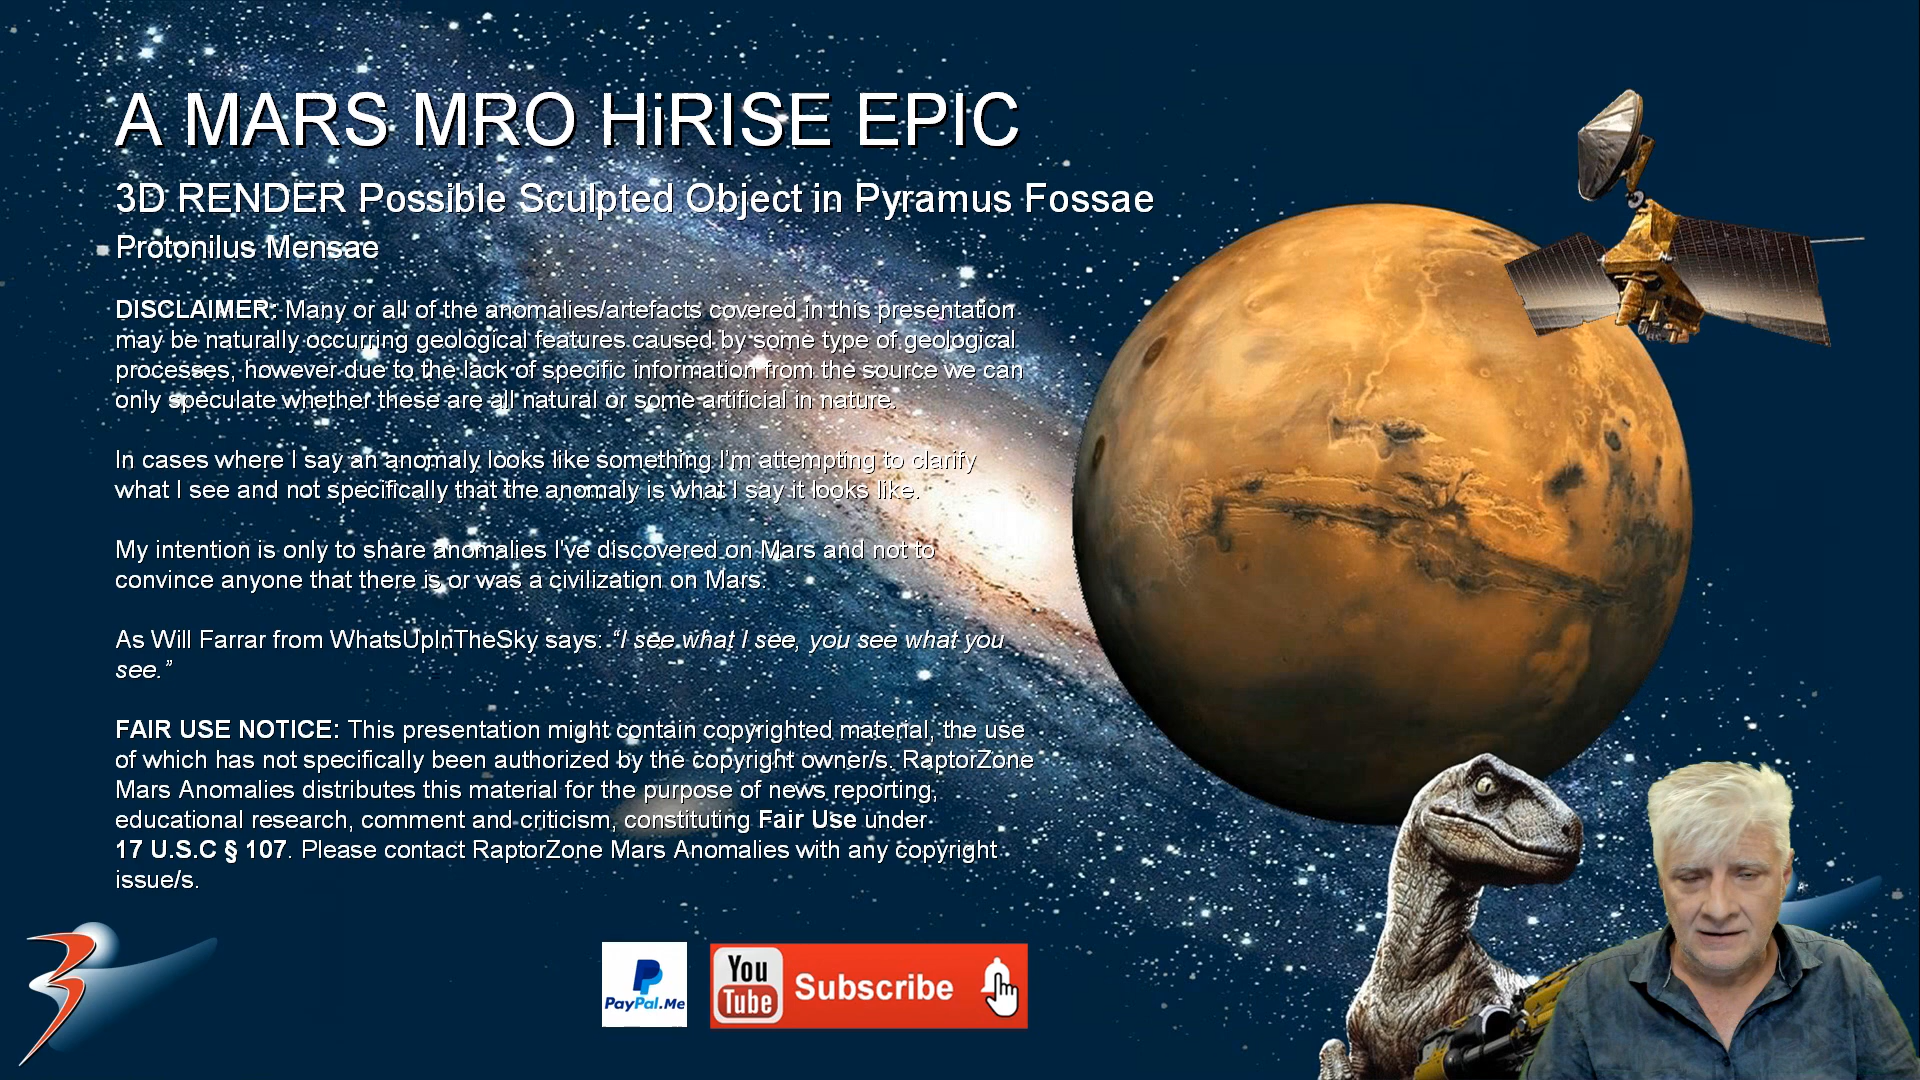 A MARS MRO HiRISE EPIC
3D RENDER Possible Sculpted Object in Pyramus Fossae
Protonilus Mensae
DISCLAIMER: Many or all of the anomalies/artefacts covered in this presentation
may be naturally occurring geological features caused by some type of geological
processes, however due to the lack of specific information from the source we can
only speculate whether these are all natural or some artificial in nature.
In cases where I say an anomaly looks like something I'm attempting to clarify
what I see and not specifically that the anomaly is what I say it looks like.
My intention is only to share anomalies I've discovered on Mars and not to
convince anyone that there is or was a civilization on Mars.
As Will Farrar from WhatsUpInTheSky says: “I see what I see, you see what you
see.”
FAIR USE NOTICE: This presentation might contain copyrighted material, the use
of which has not specifically been authorized by the copyright owner/s. RaptorZone
Mars Anomalies distributes this material for the purpose of news reporting,
educational research, comment and criticism, constituting Fair Use under
17 U.S.C § 107. Please contact RaptorZone Mars Anomalies with any copyright
issue/s.
PayPal.Me
You
Tube
Subscribe